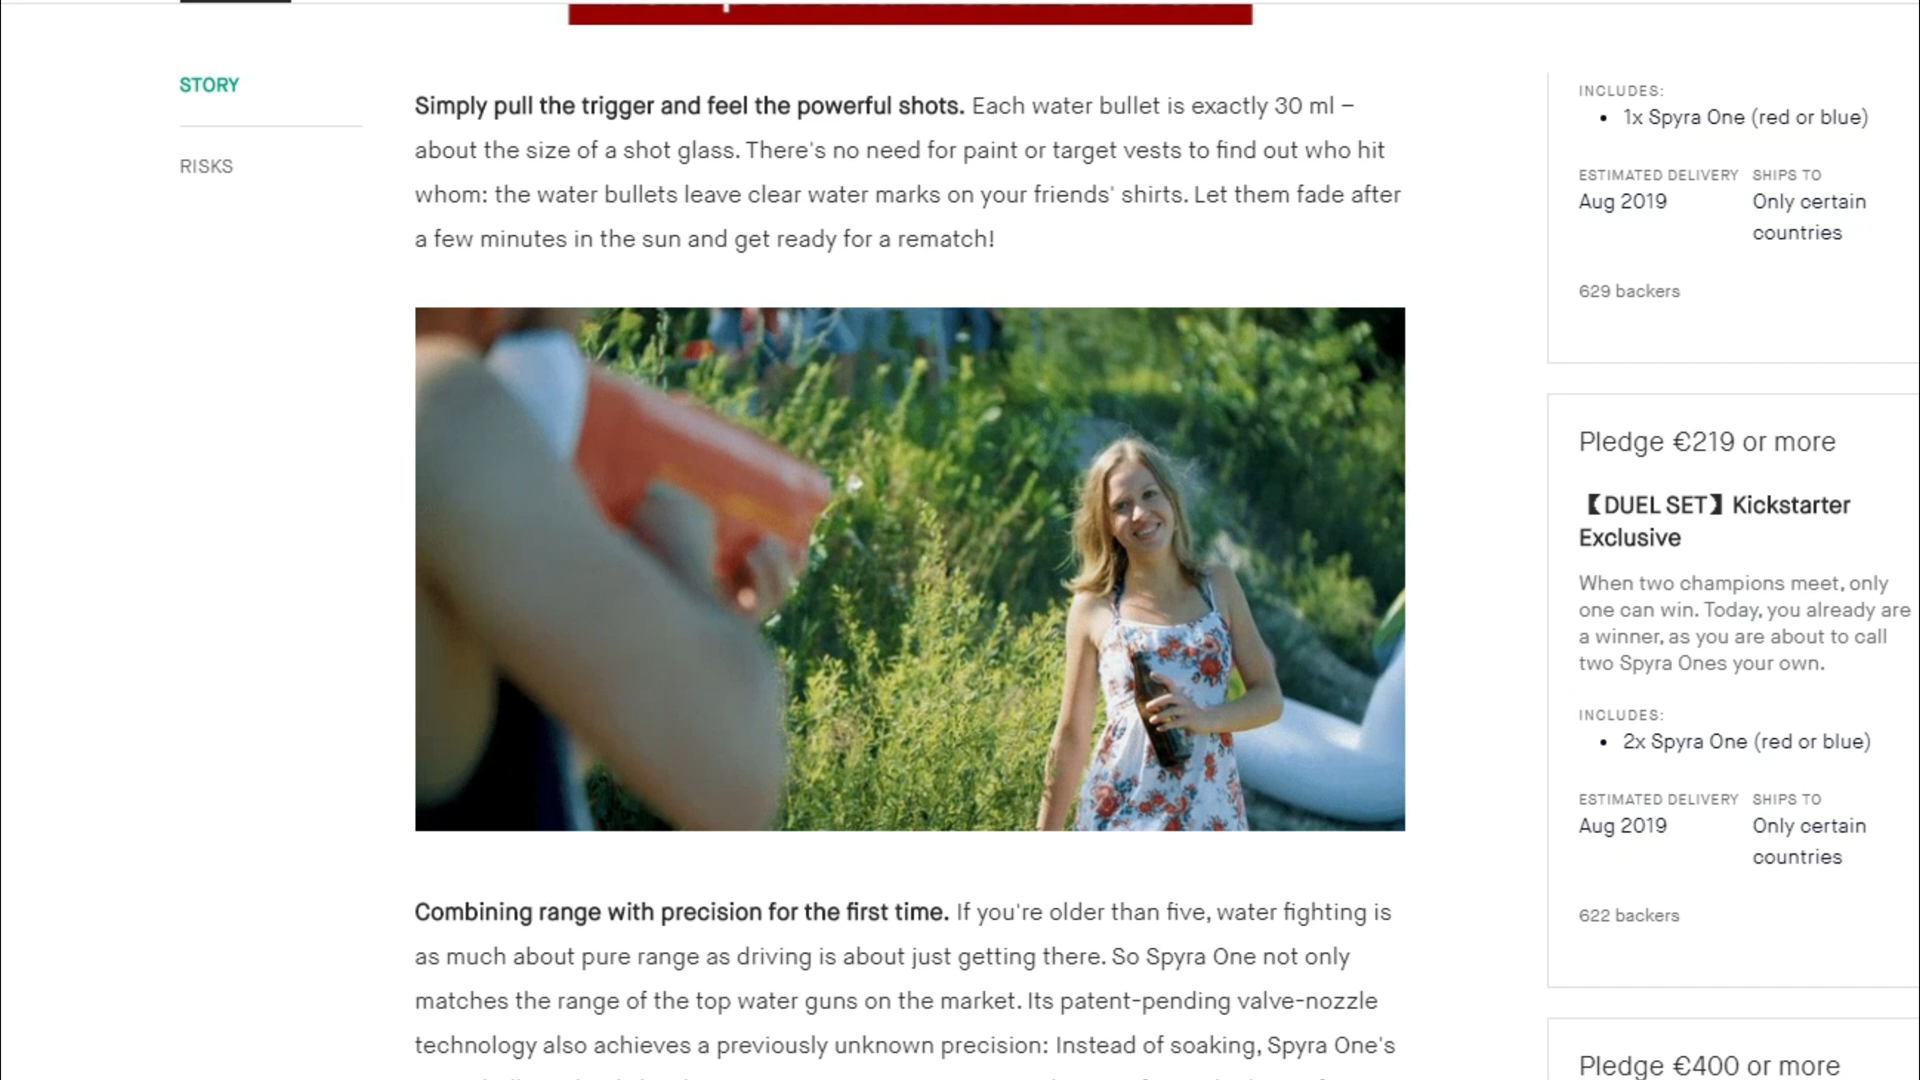 STORY
RISKS
Simply pull the trigger and feel the powerful shots. Each water bullet is exactly 30 ml –
about the size of a shot glass. There's no need for paint or target vests to find out who hit
whom: the water bullets leave clear water marks on your friends' shirts. Let them fade after
a few minutes in the sun and get ready for a rematch!
Combining range with precision for the first time. If you're older than five, water fighting is
as much about pure range as driving is about just getting there. So Spyra One not only
matches the range of the top water guns on the market. Its patent-pending valve-nozzle
technology also achieves a previously unknown precision: Instead of soaking, Spyra One's
INCLUDES:
• 1x Spyra One (red or blue)
ESTIMATED DELIVERY SHIPS TO
Aug 2019 Only certain
countries
629 backers
Pledge €219 or more
【DUEL SET】 Kickstarter
Exclusive
When two champions meet, only
one can win. Today, you already are
a winner, as you are about to call
two Spyra Ones your own.
INCLUDES:
• 2x Spyra One (red or blue)
ESTIMATED DELIVERY SHIPS TO
Aug 2019 Only certain
countries
622 backers
Pledge €400 or more